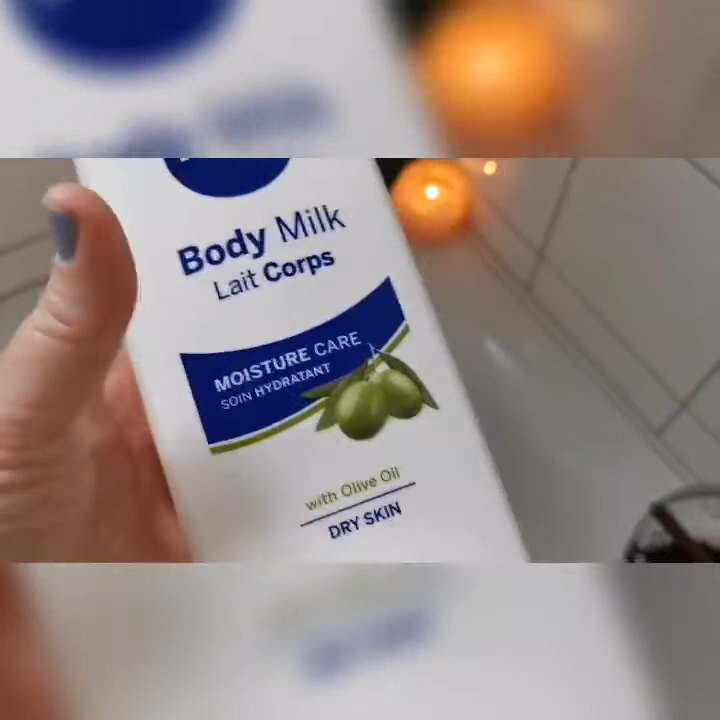 Body Milk
Lait Corps
MOISTURE CARE
SOIN HYDRATANT
with Olive Oil
DRY SKIN